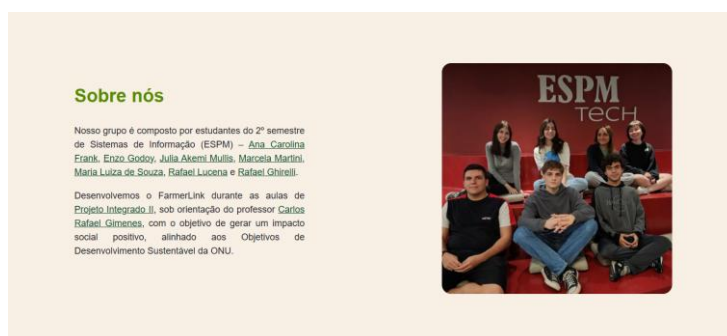 Sobre nós
Nosso grupo é composto por estudantes do 2º semestre
de Sistemas de Informação (ESPM) – Ana Carolina
Frank, Enzo Godoy, Julia Akemi Mullis, Marcela Martini,
Maria Luiza de Souza, Rafael Lucena e Rafael Ghirelli.
Desenvolvemos o FarmerLink durante as aulas de
Projeto Integrado II, sob orientação do professor Carlos
Rafael Gimenes, com o objetivo de gerar um impacto
social positivo, alinhado aos Objetivos de
Desenvolvimento Sustentável da ONU.
ESPM
TECH